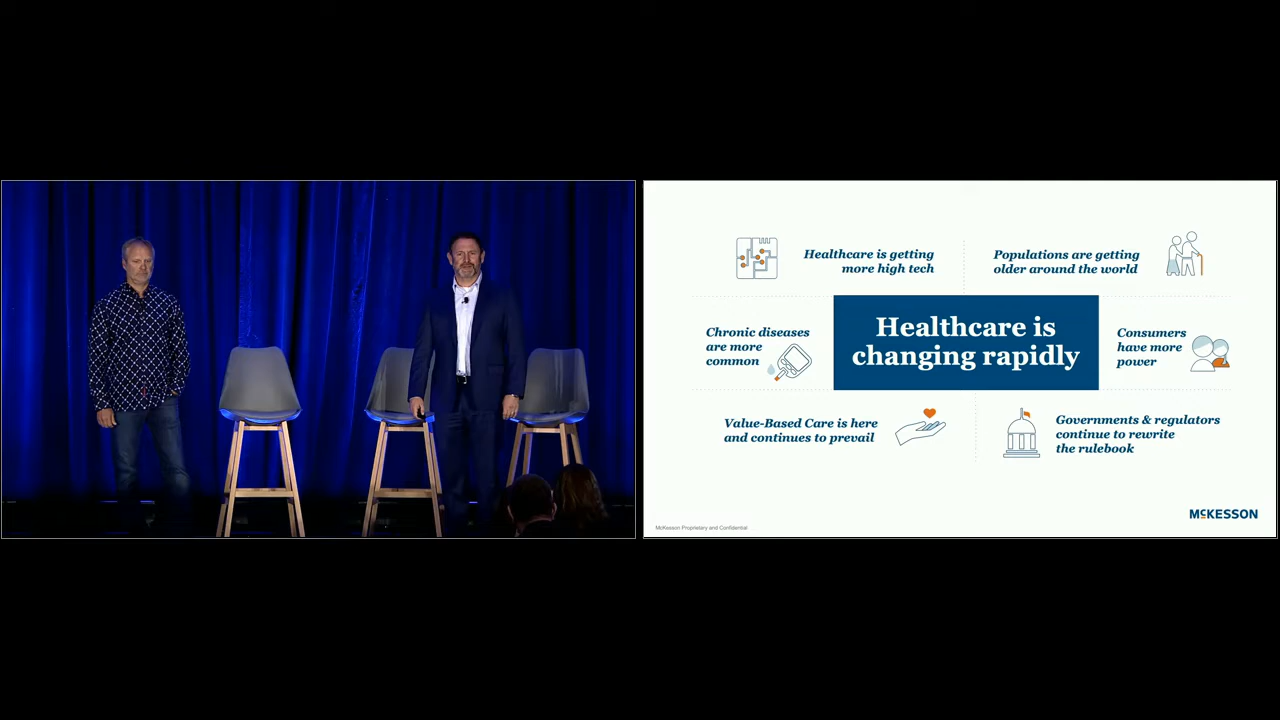 Healthcare is getting
more high tech
Populations are getting
older around the world
Chronic diseases
are more
common
Healthcare is
changing rapidly
Consumers
have more
power
Value-Based Care is here
and continues to prevail
Governments & regulators
continue to rewrite
the rulebook
McKesson Proprietary and Confidential
MCKESSON